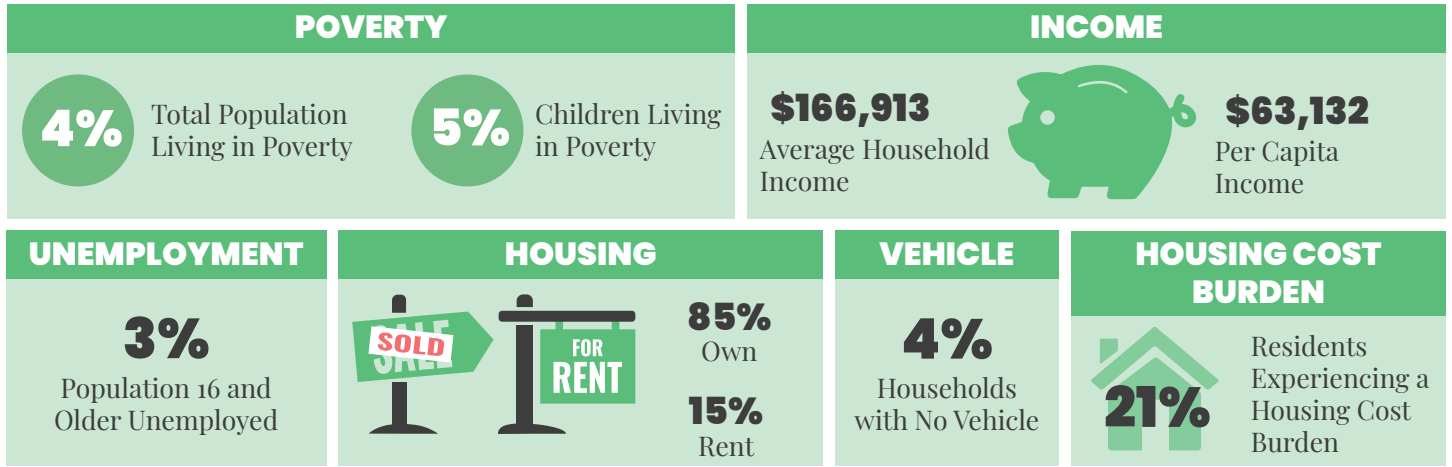 POVERTY
4%
Total Population
Living in Poverty
5%
Children Living
in Poverty
INCOME
$166,913
Average Household
Income
$63,132
Per Capita
Income
UNEMPLOYMENT
3%
Population 16 and
Older Unemployed
HOUSING
SALE
SOLD
FOR
RENT
85%
Own
15%
Rent
VEHICLE
4%
Households
with No Vehicle
HOUSING COST
BURDEN
21%
Residents
Experiencing a
Housing Cost
Burden